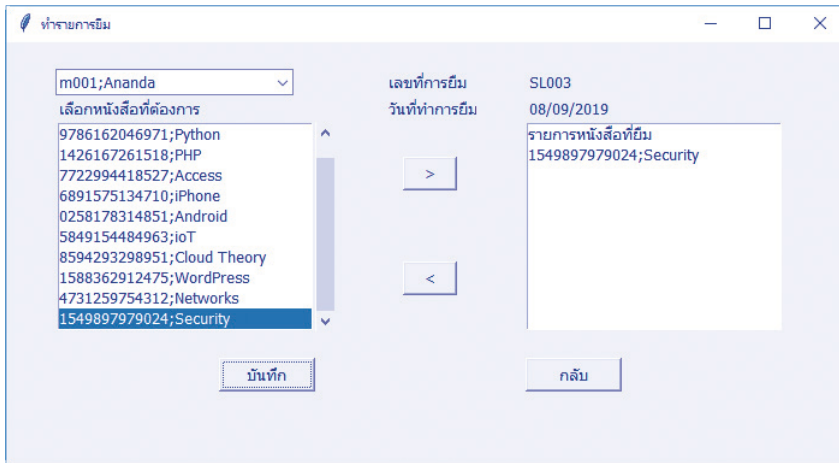 ทำรายการยืม
m001;Ananda
เลขที่การยืม SL003
เลือกหนังสือที่ต้องการ
วันที่ทำการยืม 08/09/2019
9786162046971;Python
1426167261518;PHP
7722994418527;Access
6891575134710;iPhone
0258178314851;Android
5849154484963;ioT
8594293298951;Cloud Theory
1588362912475;WordPress
4731259754312;Networks
1549897979024;Security
>
<
รายการหนังสือที่ยืม
1549897979024;Security
บันทึก
กลับ